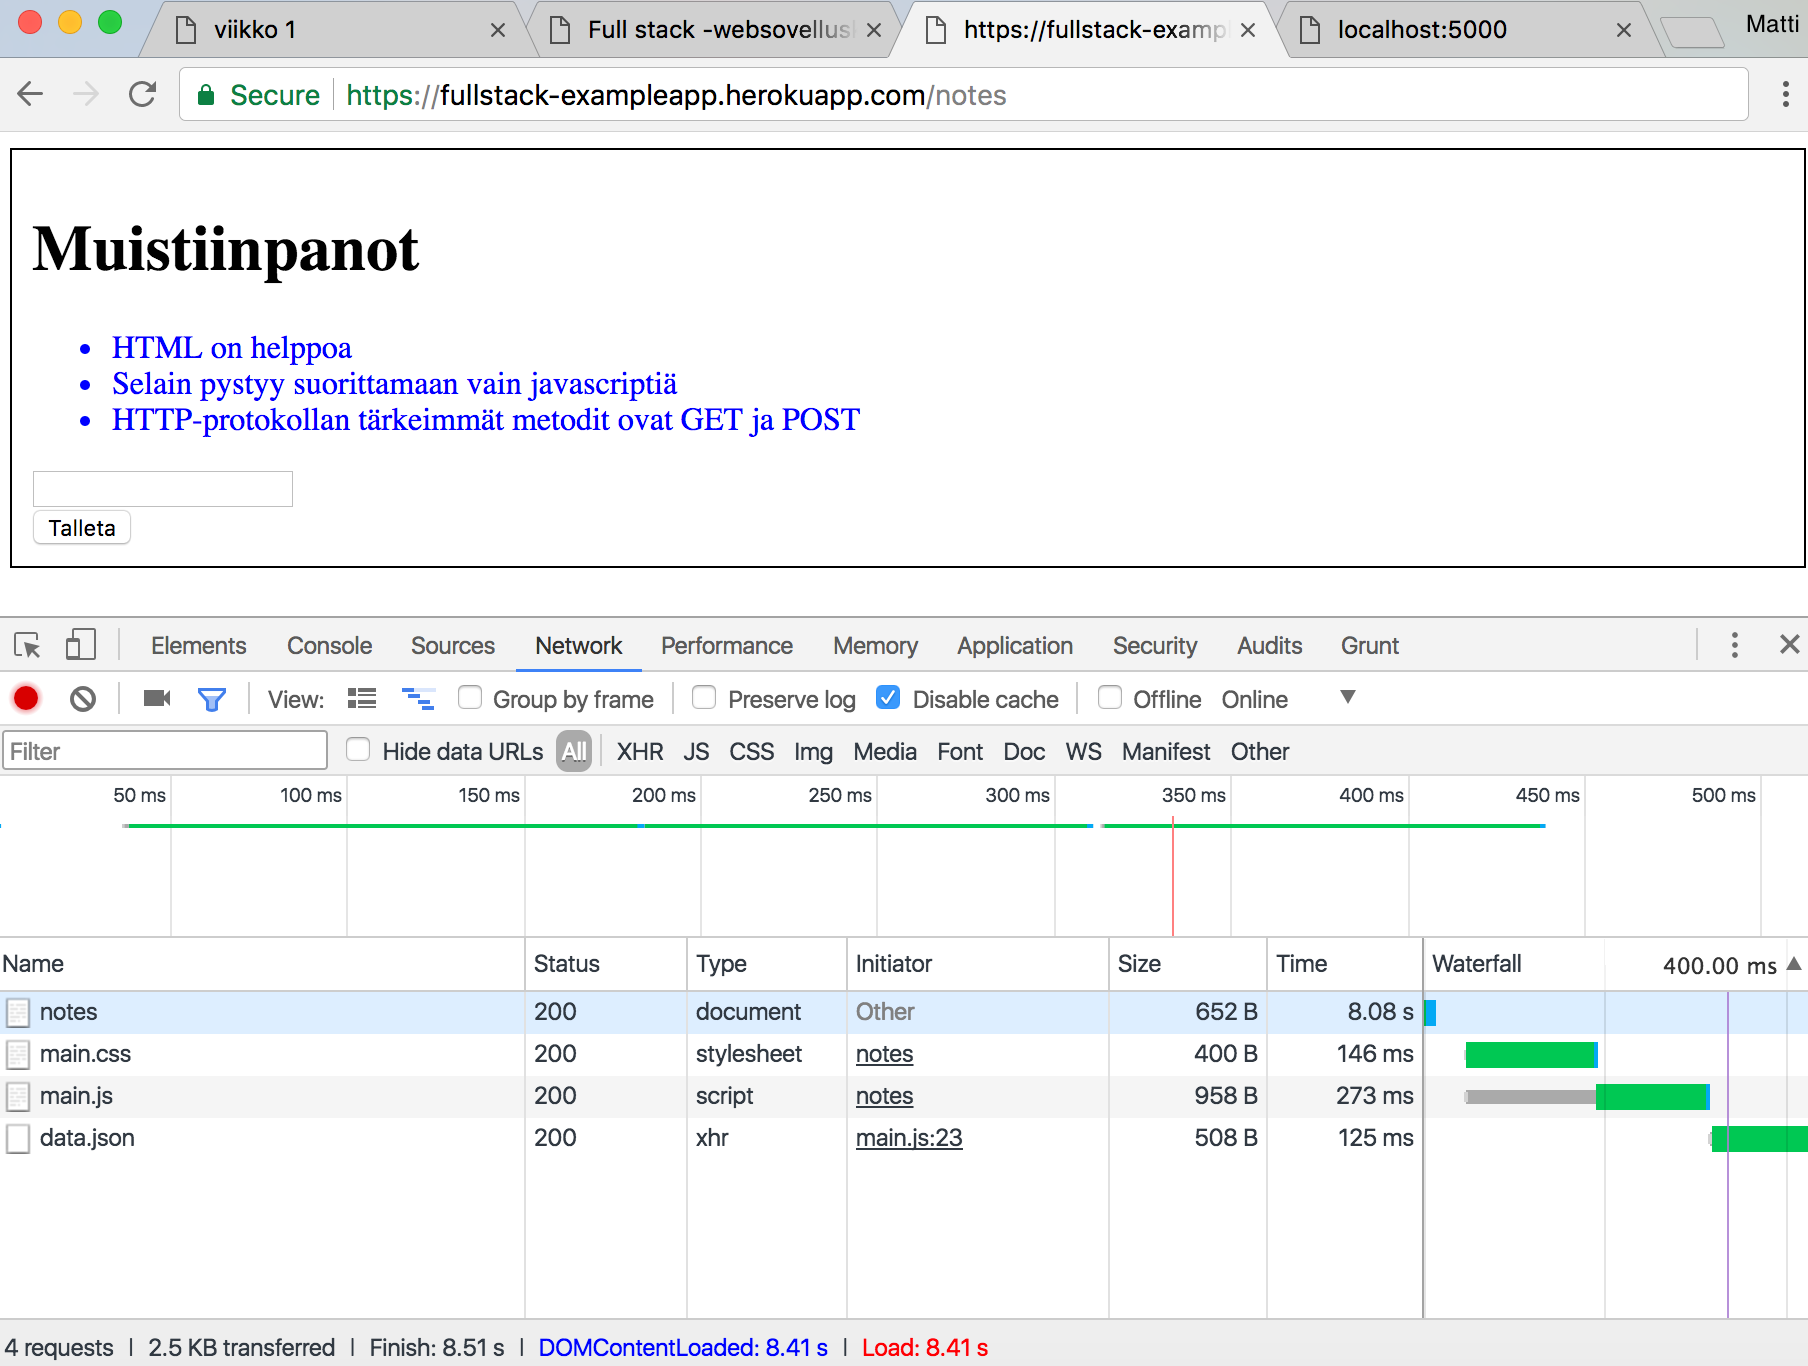 viikko 1
Full stack -websovellus
https://fullstack-examp
localhost:5000
Matti
Secure https://fullstack-exampleapp.herokuapp.com/notes
Muistiinpanot
HTML on helppoa
Selain pystyy suorittamaan vain javascriptiä
HTTP-protokollan tärkeimmät metodit ovat GET ja POST
Talleta
Elements Console Sources Network Performance Memory Application Security Audits Grunt
View: Group by frame Preserve log Disable cache Offline Online
Filter Hide data URLs All XHR JS CSS Img Media Font Doc WS Manifest Other
50 ms 100 ms 150 ms 200 ms 250 ms 300 ms 350 ms 400 ms 450 ms 500 ms
Name Status Type Initiator Size Time Waterfall 400.00 ms
notes 200 document Other 652 B 8.08 s
main.css 200 stylesheet notes 400 B 146 ms
main.js 200 script notes 958 B 273 ms
data.json 200 xhr main.js:23 508 B 125 ms
4 requests | 2.5 KB transferred | Finish: 8.51 s | DOMContentLoaded: 8.41 s | Load: 8.41 s